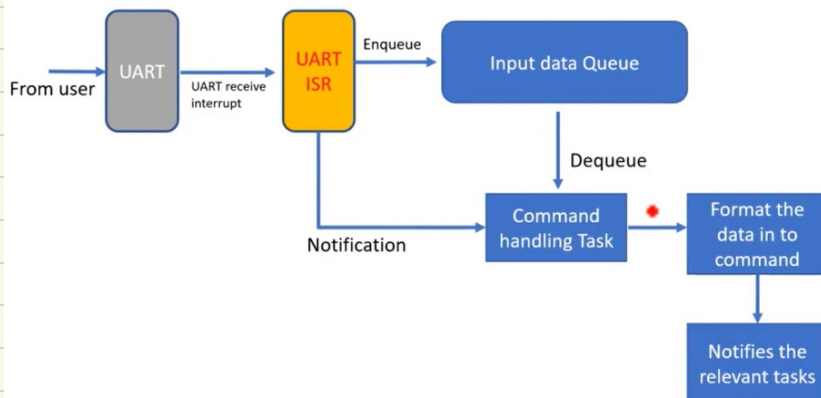 From user
UART
UART receive
interrupt
UART
ISR
Enqueue
Input data Queue
Dequeue
Notification
Command
handling Task
Format the
data in to
command
Notifies the
relevant tasks